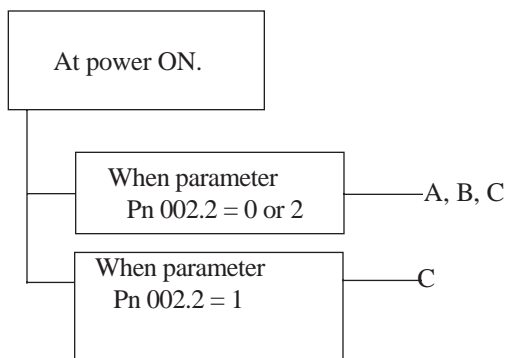 At power ON.
When parameter
Pn 002.2 = 0 or 2
A, B, C
When parameter
Pn 002.2 = 1
C